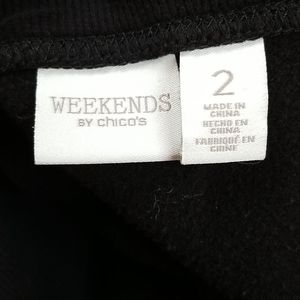 WEEKENDS
BY chico's
2
MADE IN
CHINA
HECHO EN
CHINA
FABRIQUÉ EN
CHINE